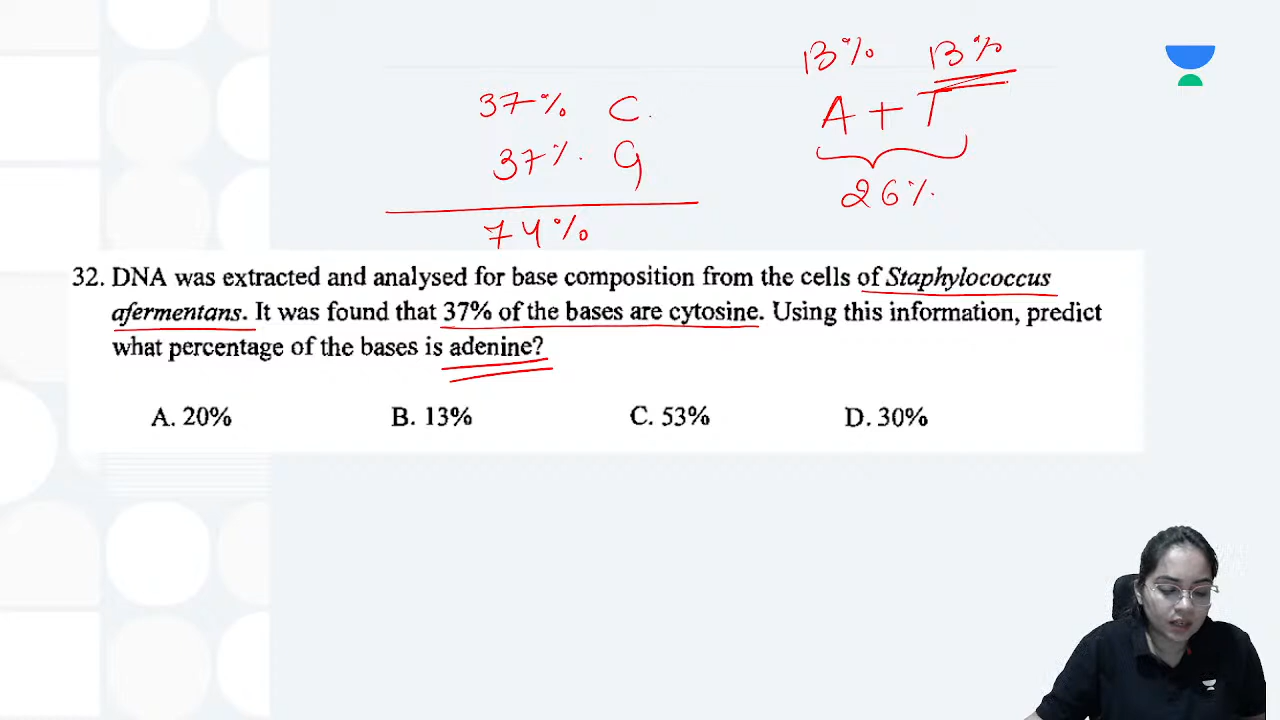 13% 13%
37% C
A + T
37% G
26%
74%
32. DNA was extracted and analysed for base composition from the cells of Staphylococcus
afermentans. It was found that 37% of the bases are cytosine. Using this information, predict
what percentage of the bases is adenine?
A. 20% B. 13% C. 53% D. 30%